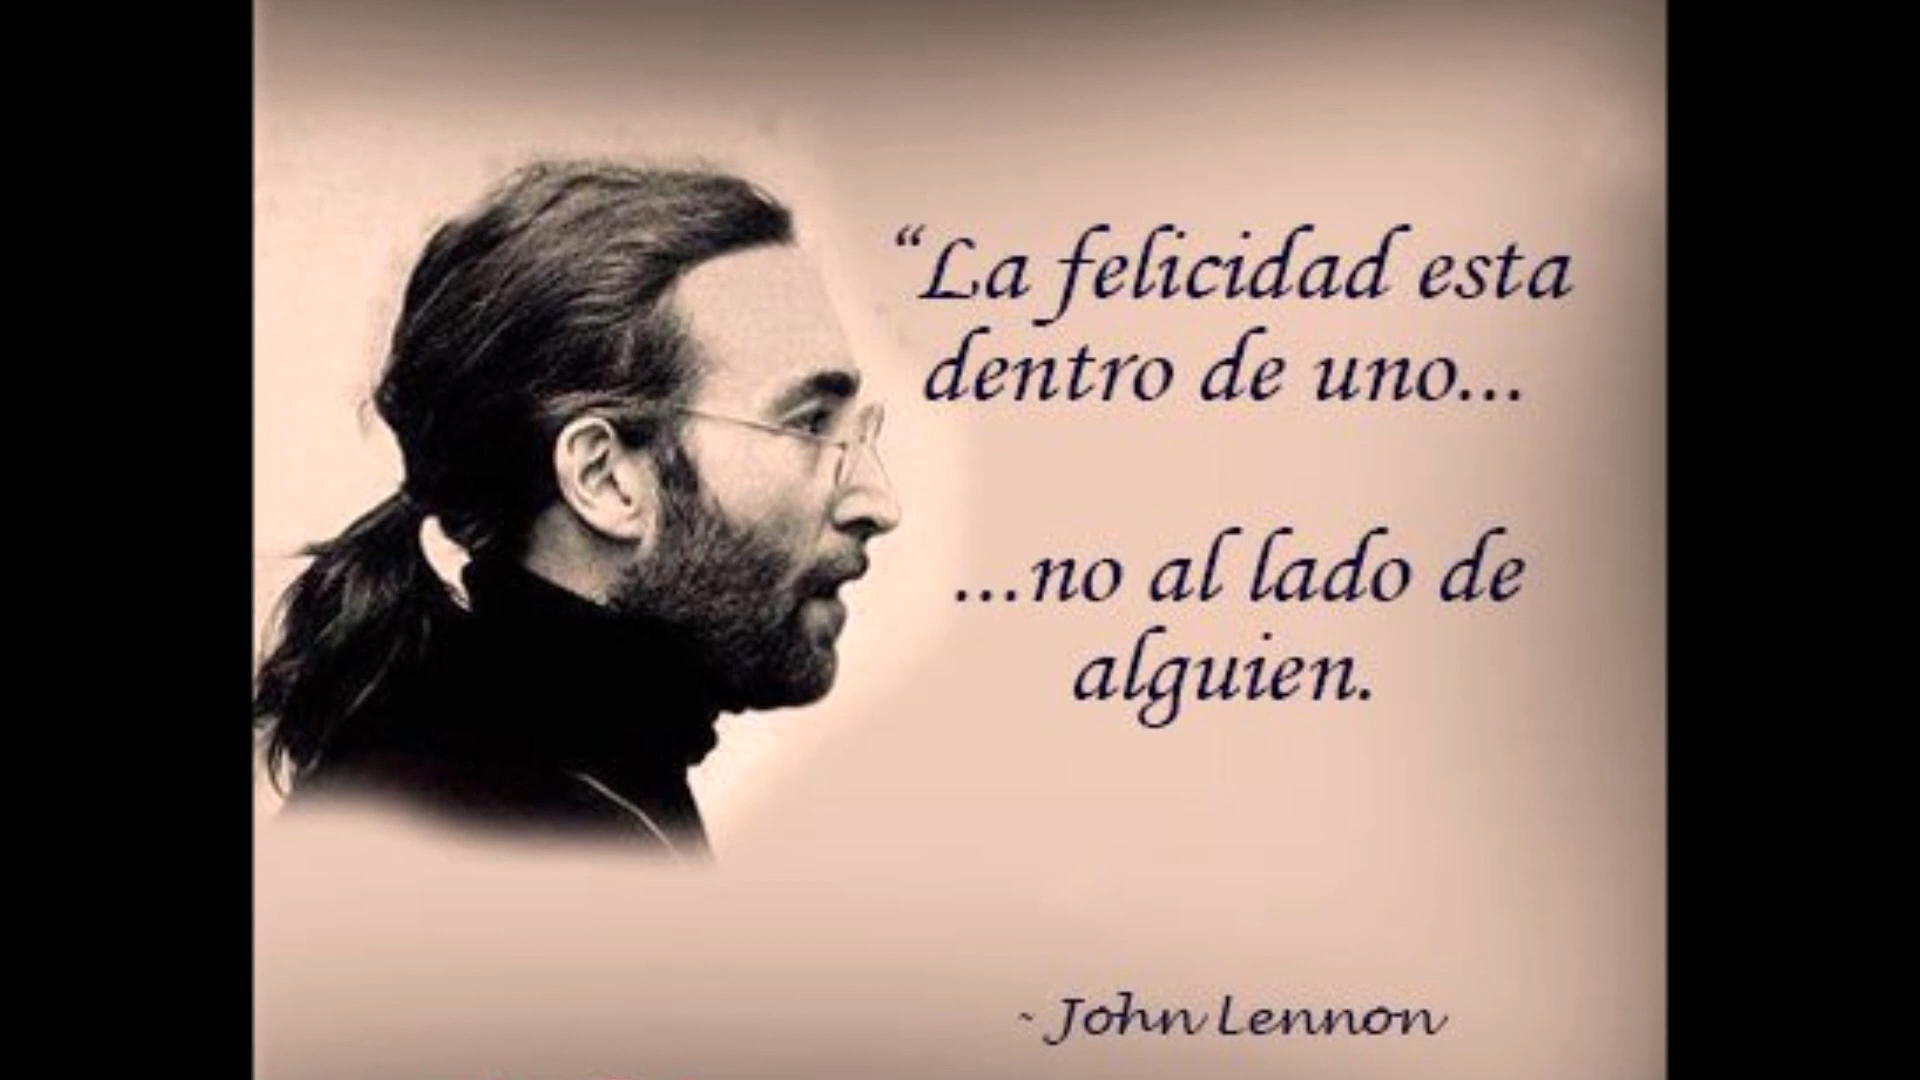 “La felicidad esta
dentro de uno...
...no al lado de
alguien.
~ John Lennon